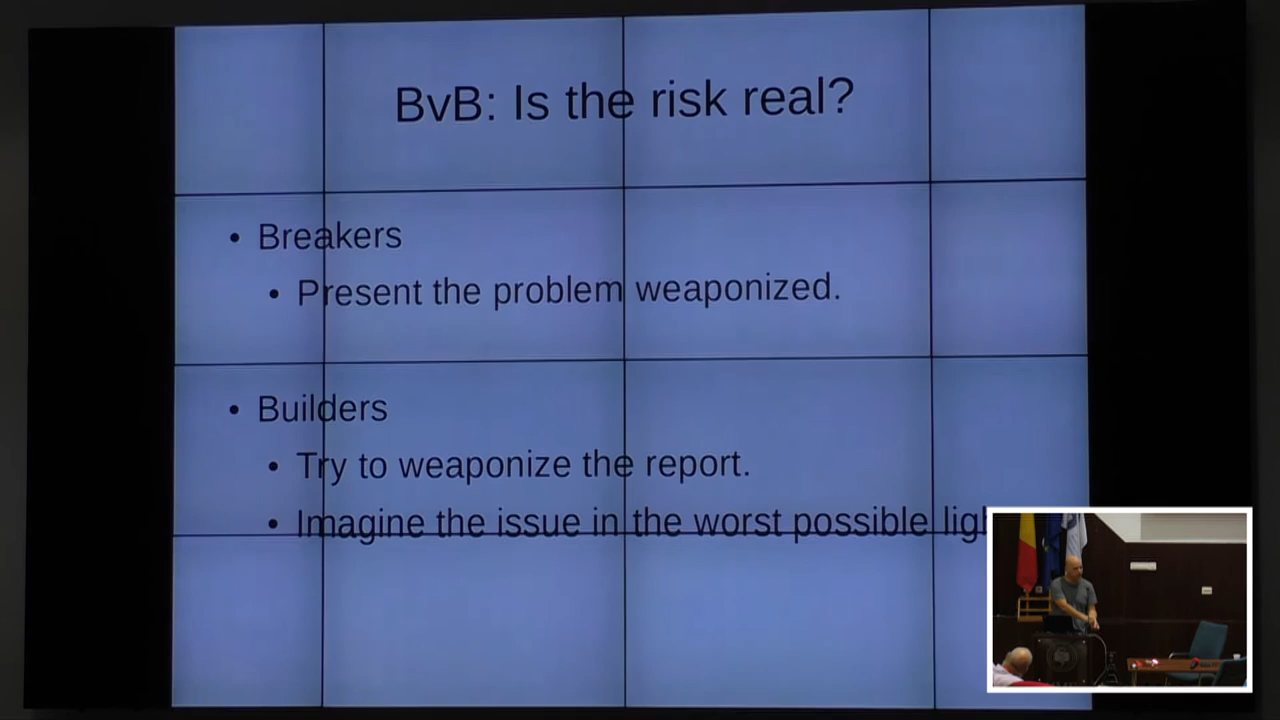 BvB: Is the risk real?
• Breakers
• Present the problem weaponized.
• Builders
• Try to weaponize the report.
• Imagine the issue in the worst possible